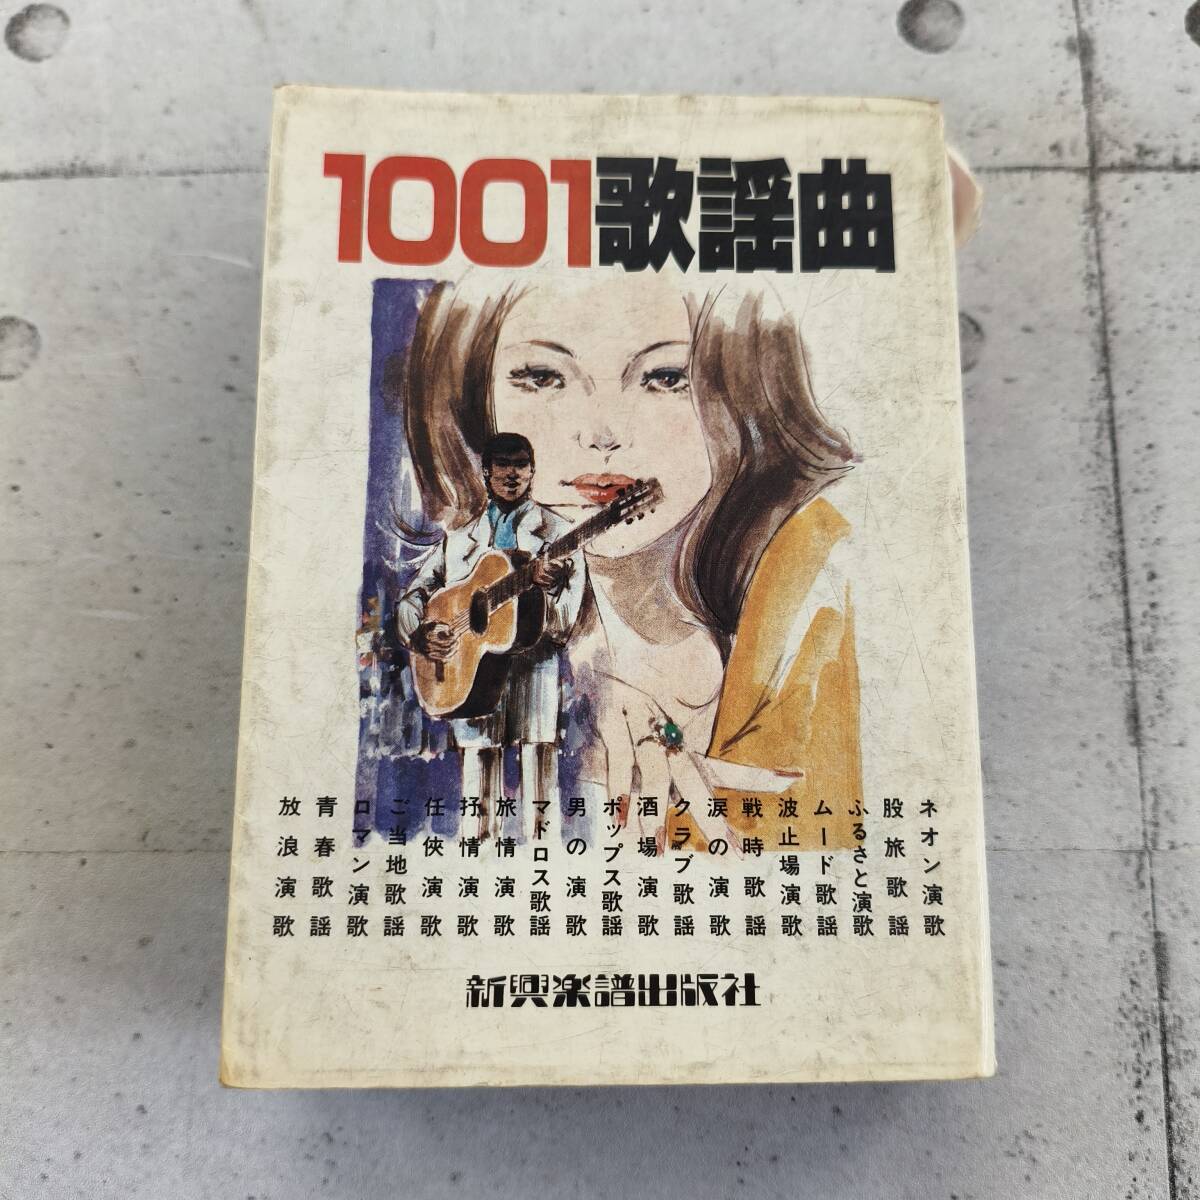 1001歌謡曲
ネオン演歌
股旅歌謡
ふるさと演歌
ムード歌謡
波止場演歌
戦時歌謡
涙の演歌
クラブ歌謡
酒場演歌
ポップス歌謡
男の演歌
マドロス歌謡
旅情演歌
抒情演歌
任侠演歌
ご当地歌謡
ロマン演歌
青春歌謡
放浪演歌
新興楽譜出版社